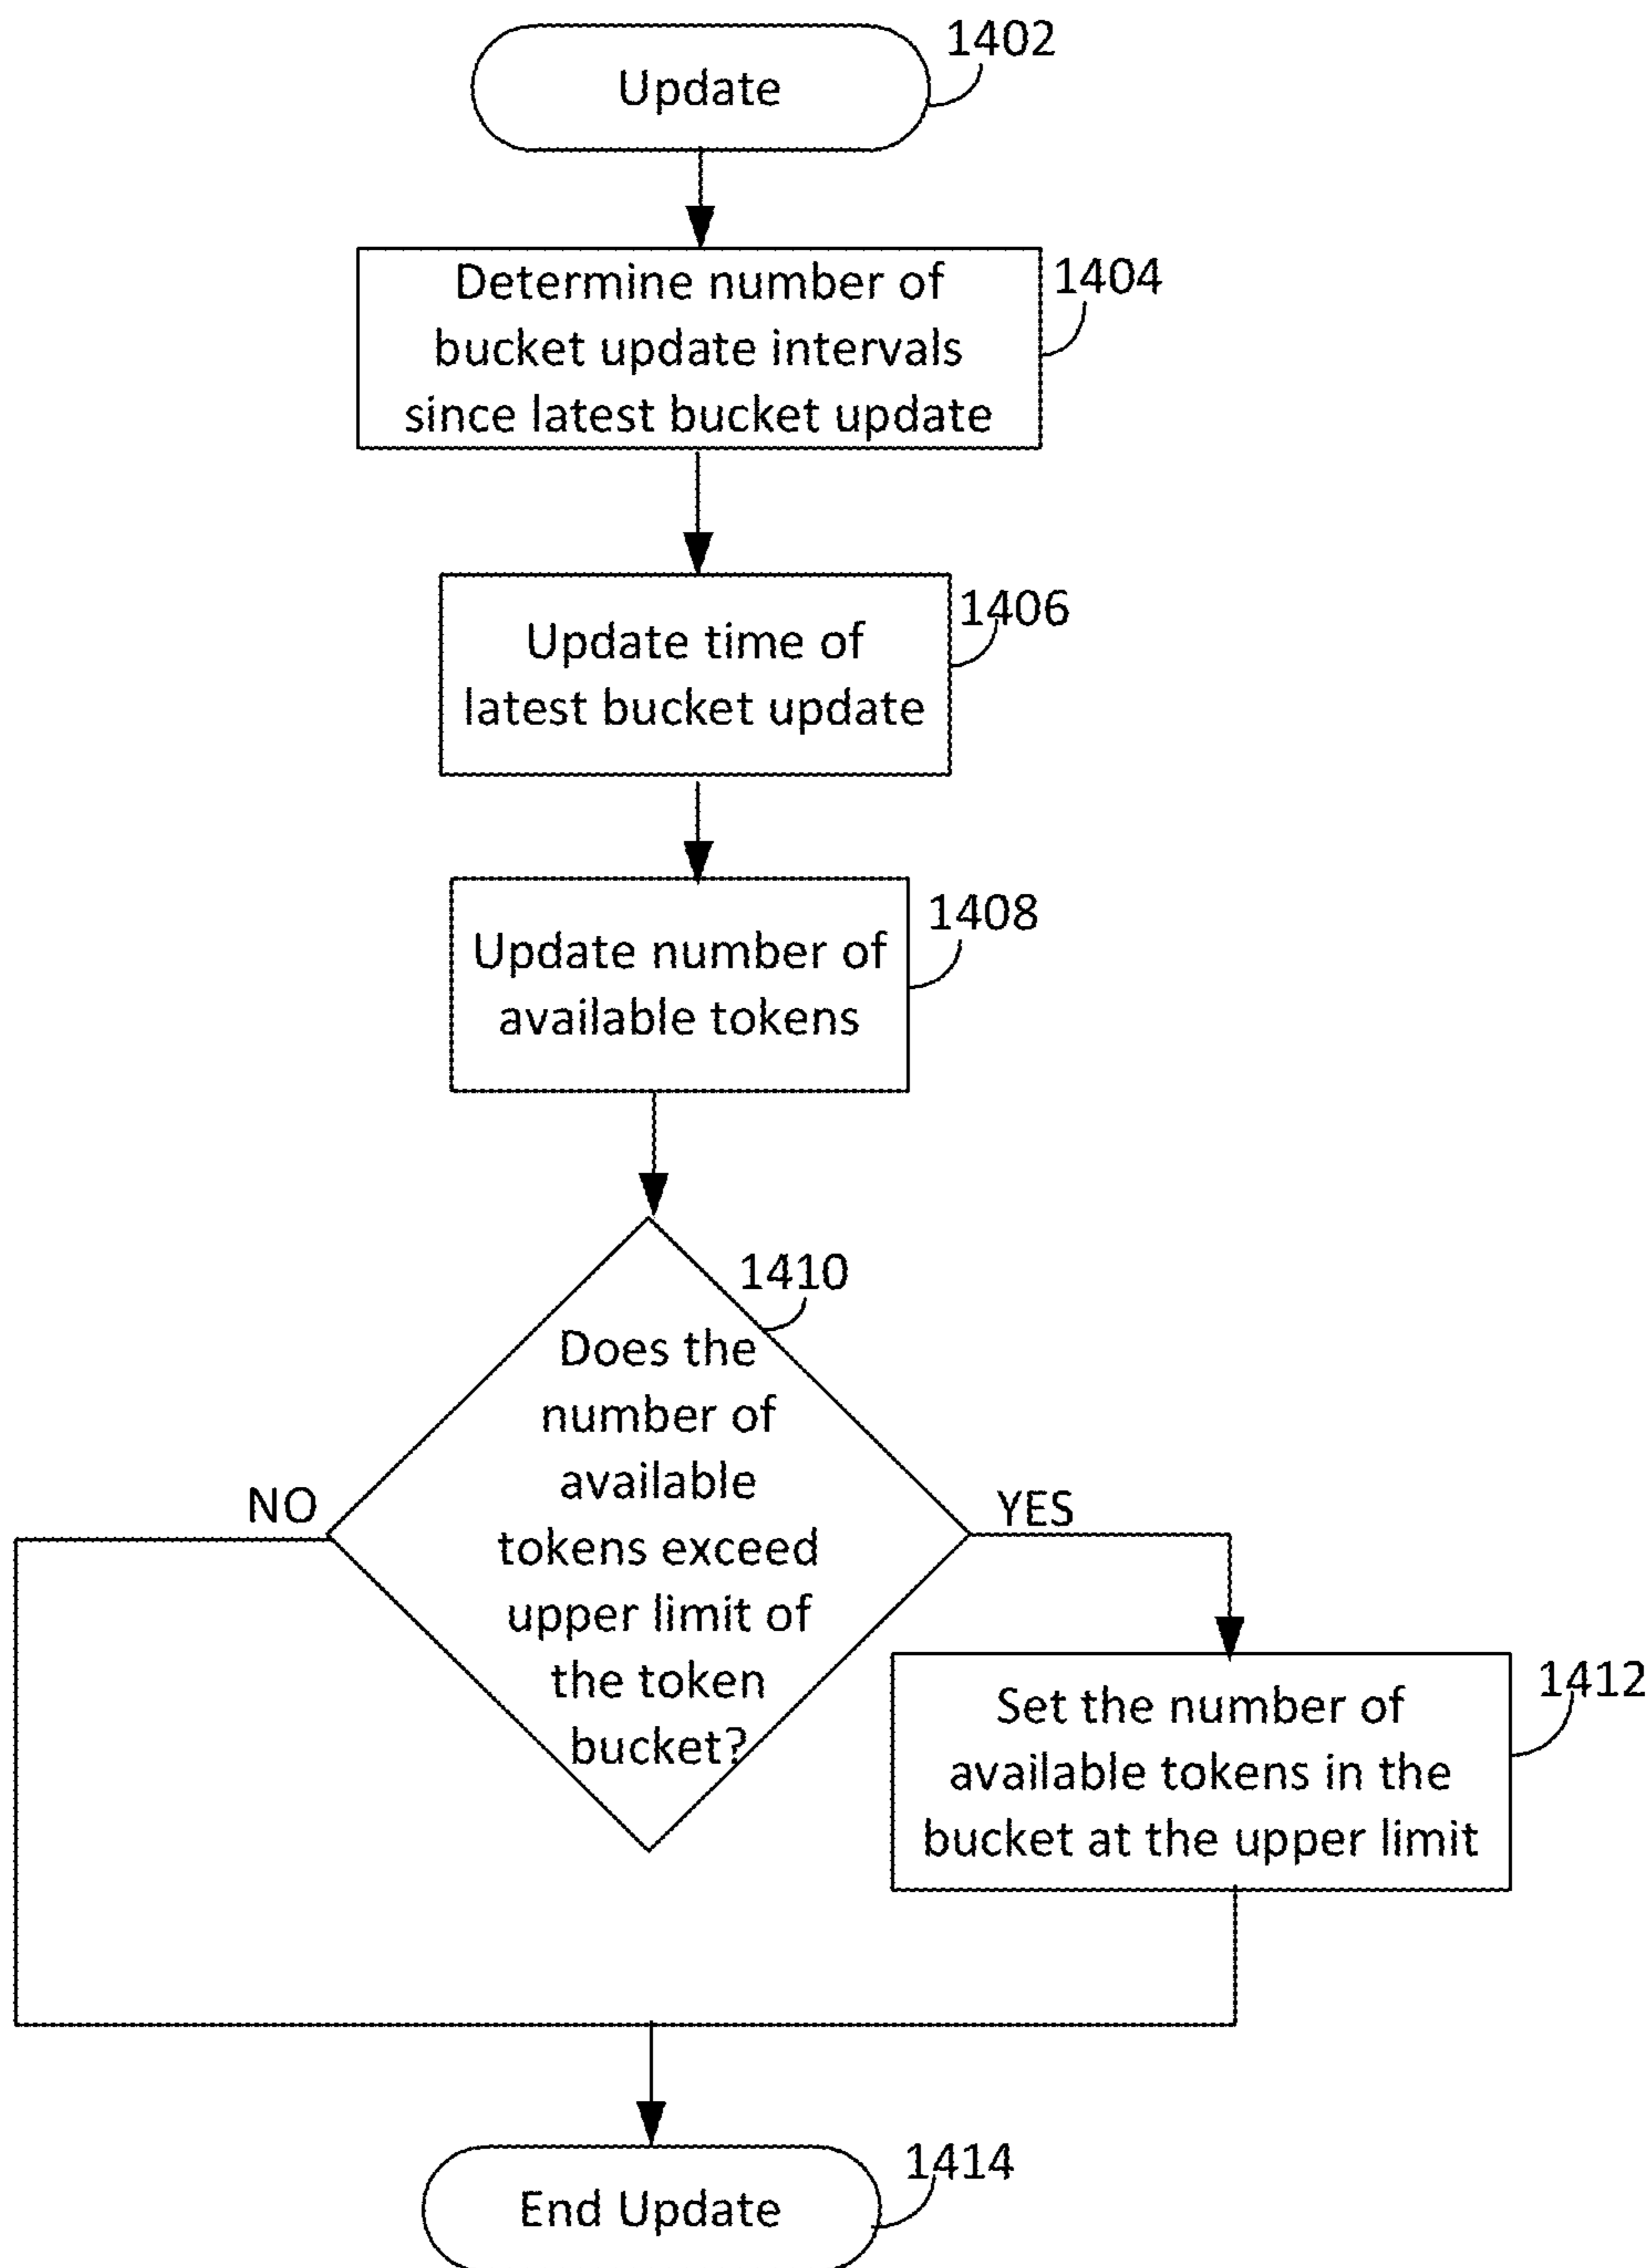 1402
Update
1404
Determine number of
bucket update intervals
since latest bucket update
1406
Update time of
latest bucket update
1408
Update number of
available tokens
1410
Does the
number of
available
tokens exceed
upper limit of
the token
bucket?
NO
YES
1412
Set the number of
available tokens in the
bucket at the upper limit
1414
End Update